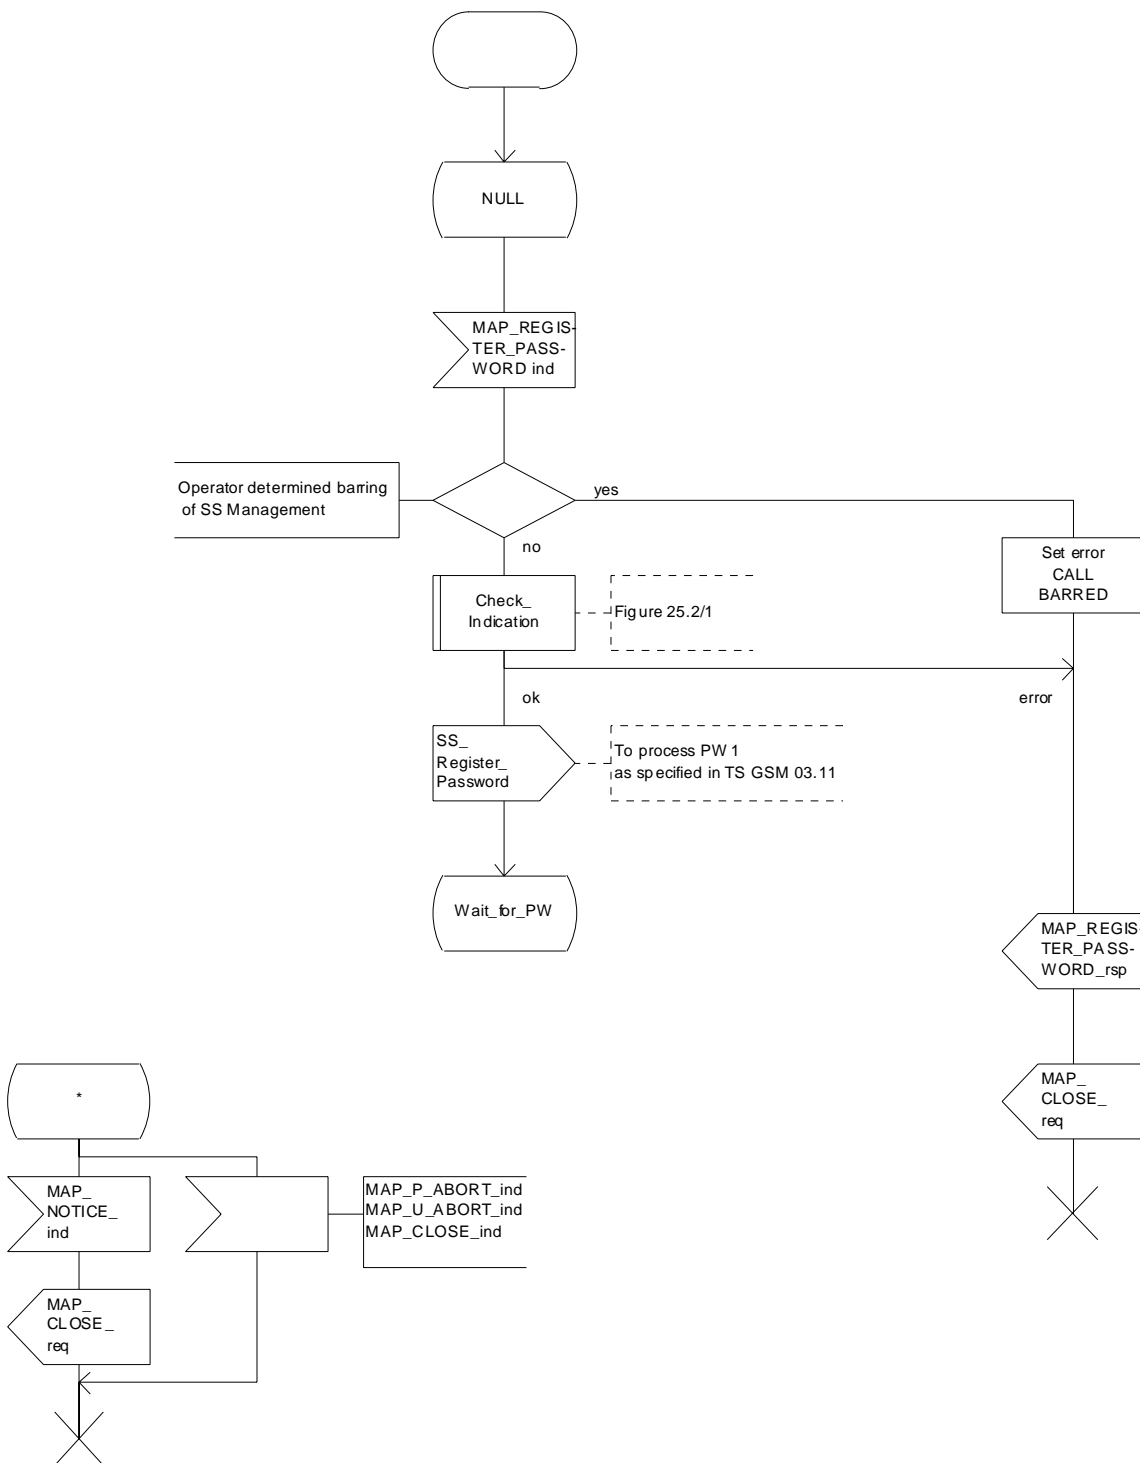 NULL
MAP_REGIS-
TER_PASS-
WORD ind
Operator determined barring
of SS Management
yes
no
Set error
CALL
BARRED
Check_
Indication
Figure 25.2/1
ok
error
SS_
Register_
Password
To process PW 1
as specified in TS GSM 03.11
Wait_for_PW
MAP_REGIS-
TER_PASS-
WORD_rsp
MAP_
CLOSE_
req
*
MAP_
NOTICE_
ind
MAP_P_ABORT_ind
MAP_U_ABORT_ind
MAP_CLOSE_ind
MAP_
CLOSE_
req